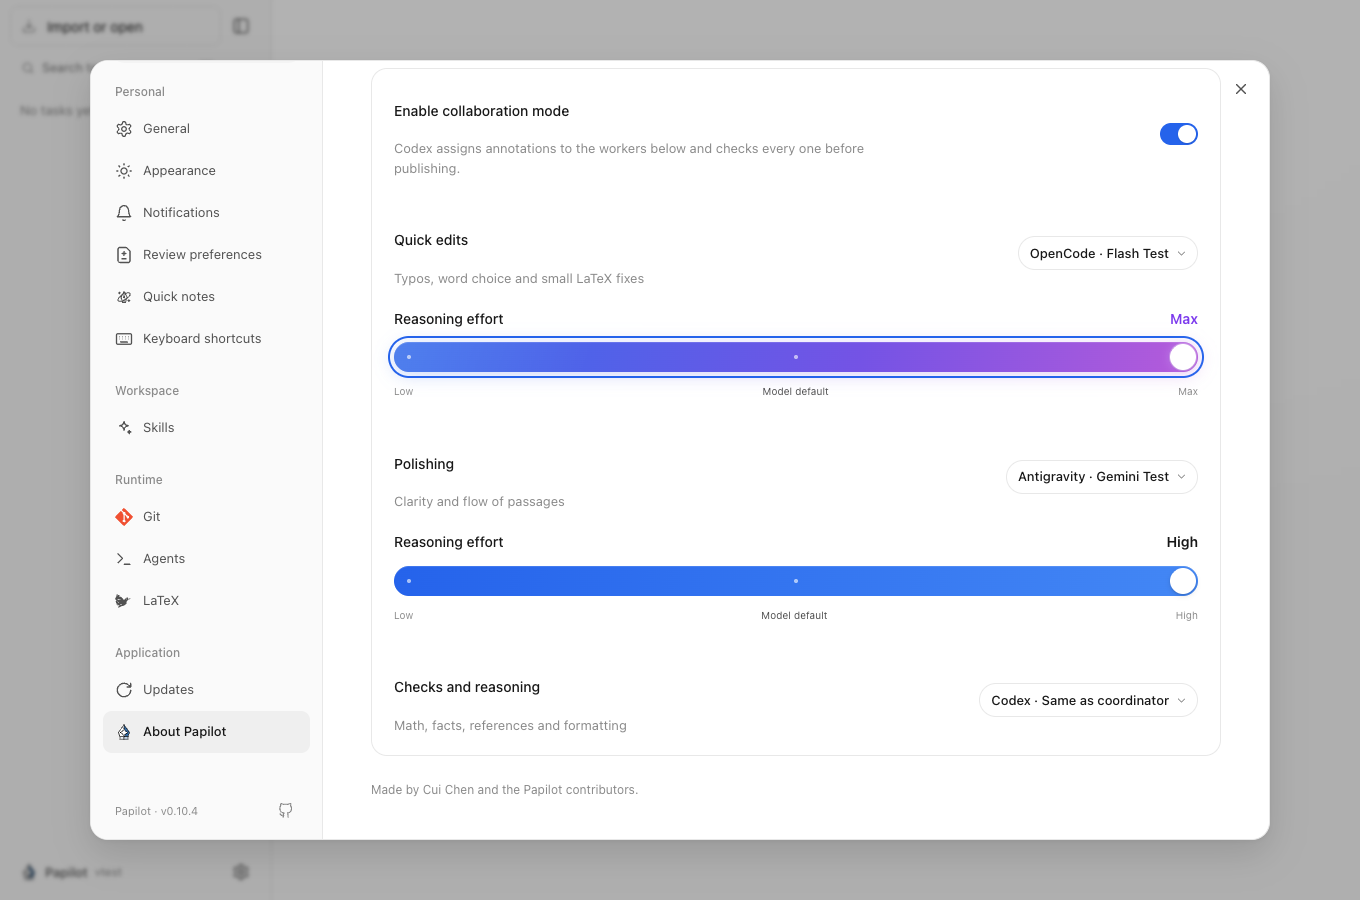 Import or open
Search
No tasks ye
Personal
General
Appearance
Notifications
Review preferences
Quick notes
Keyboard shortcuts
Workspace
Skills
Runtime
Git
Agents
LaTeX
Application
Updates
About Papilot
Papilot · v0.10.4
Papilot
Enable collaboration mode
Codex assigns annotations to the workers below and checks every one before
publishing.
Quick edits
OpenCode · Flash Test
Typos, word choice and small LaTeX fixes
Reasoning effort
Max
Low
Model default
Max
Polishing
Antigravity · Gemini Test
Clarity and flow of passages
Reasoning effort
High
Low
Model default
High
Checks and reasoning
Codex · Same as coordinator
Math, facts, references and formatting
Made by Cui Chen and the Papilot contributors.